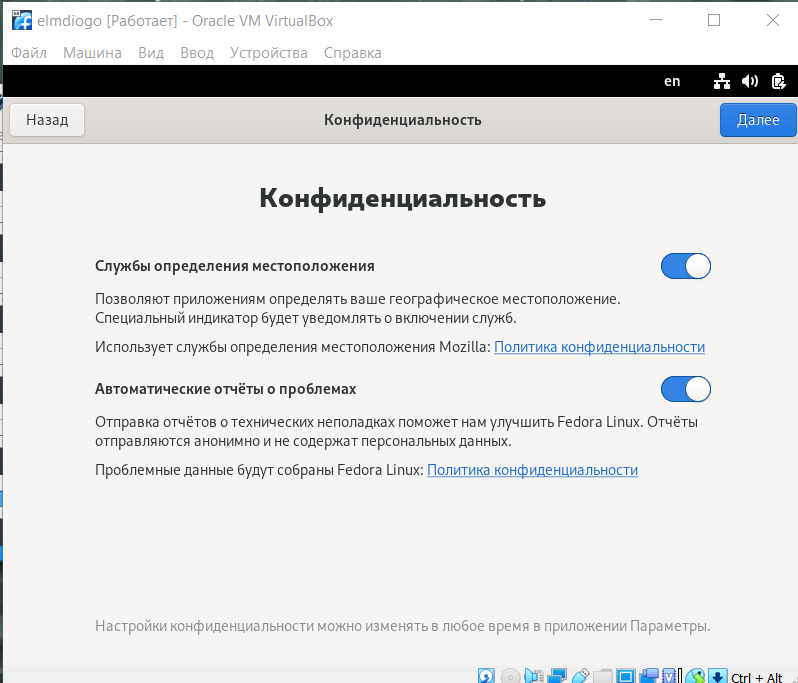 elmdiogo [Работает] - Oracle VM VirtualBox
Файл Машина Вид Ввод Устройства Справка
en
Назад Конфиденциальность Далее
Конфиденциальность
Службы определения местоположения
Позволяют приложениям определять ваше географическое местоположение.
Специальный индикатор будет уведомлять о включении служб.
Использует службы определения местоположения Mozilla: Политика конфиденциальности
Автоматические отчёты о проблемах
Отправка отчётов о технических неполадках поможет нам улучшить Fedora Linux. Отчёты
отправляются анонимно и не содержат персональных данных.
Проблемные данные будут собраны Fedora Linux: Политика конфиденциальности
Настройки конфиденциальности можно изменять в любое время в приложении Параметры.
Ctrl + Alt